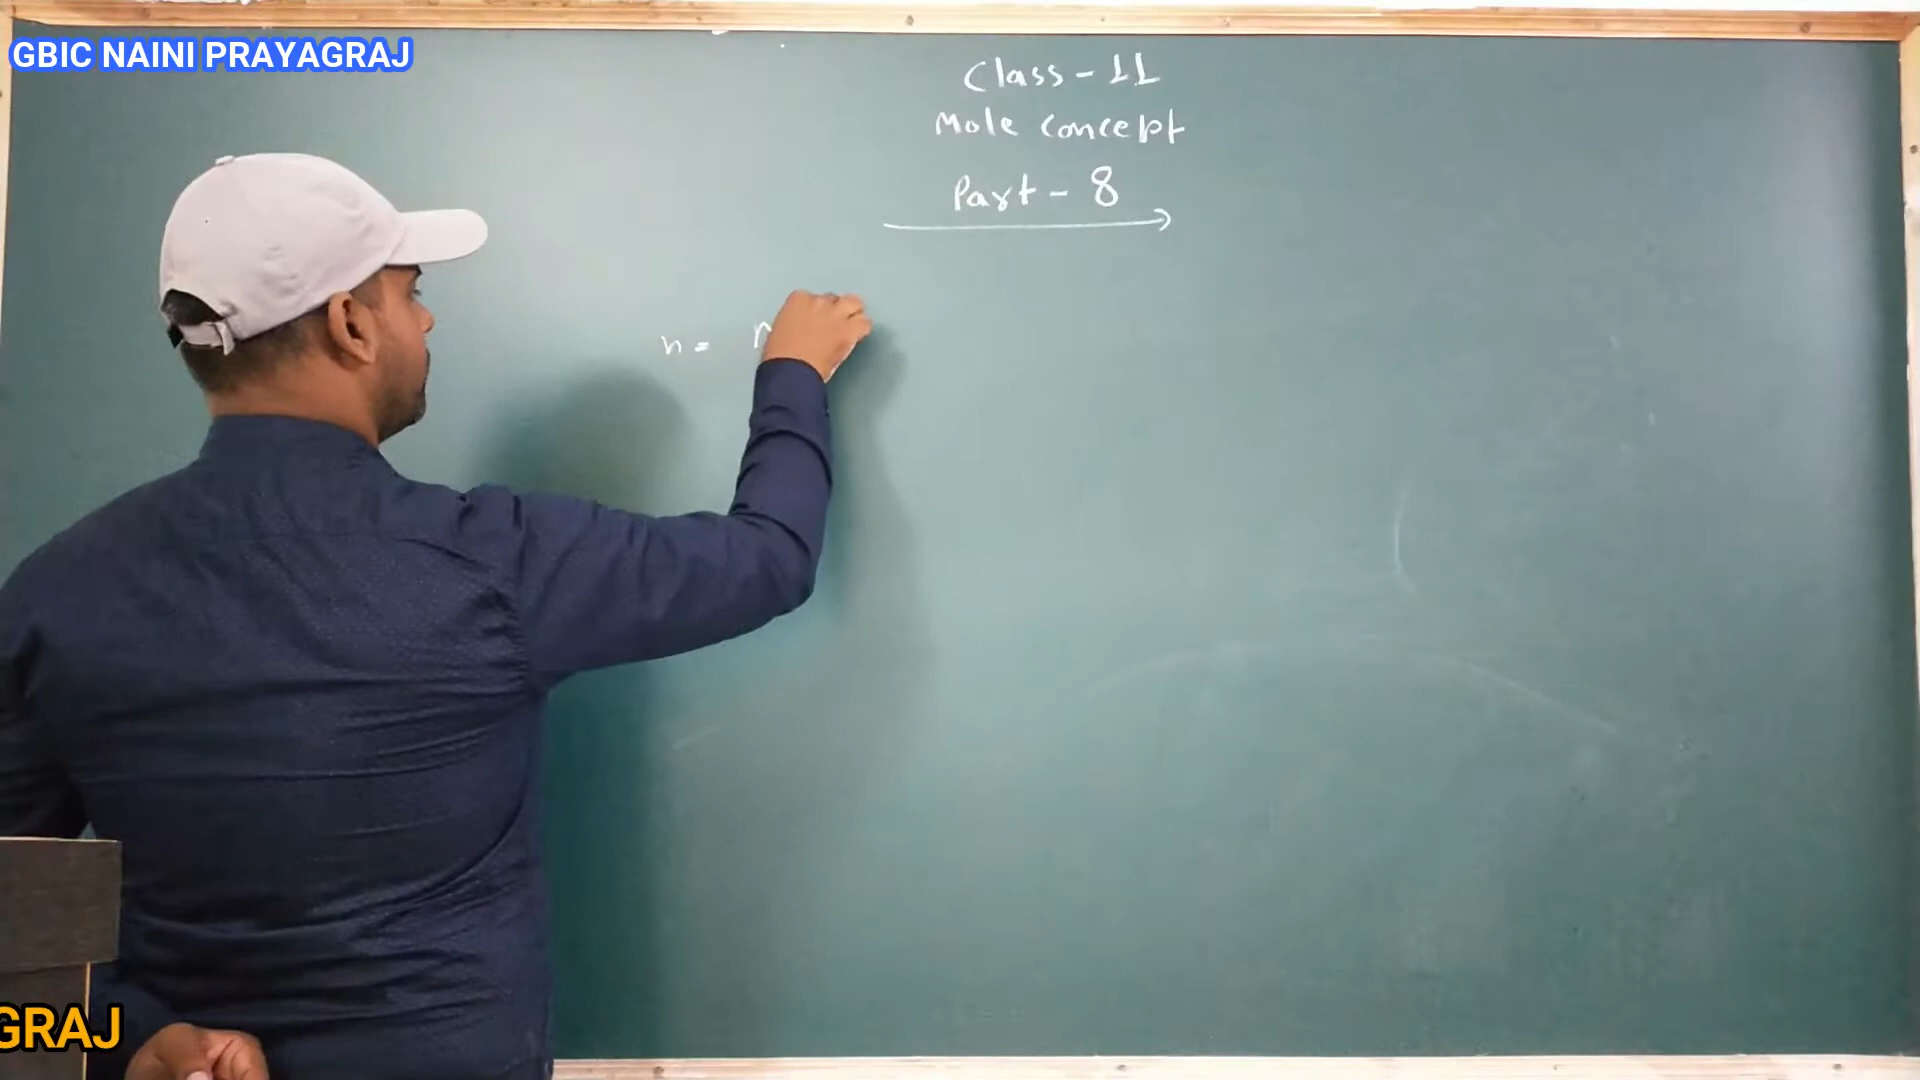 GBIC NAINI PRAYAGRAJ
Class - 11
Mole concept
Part - 8
n =
GRAJ